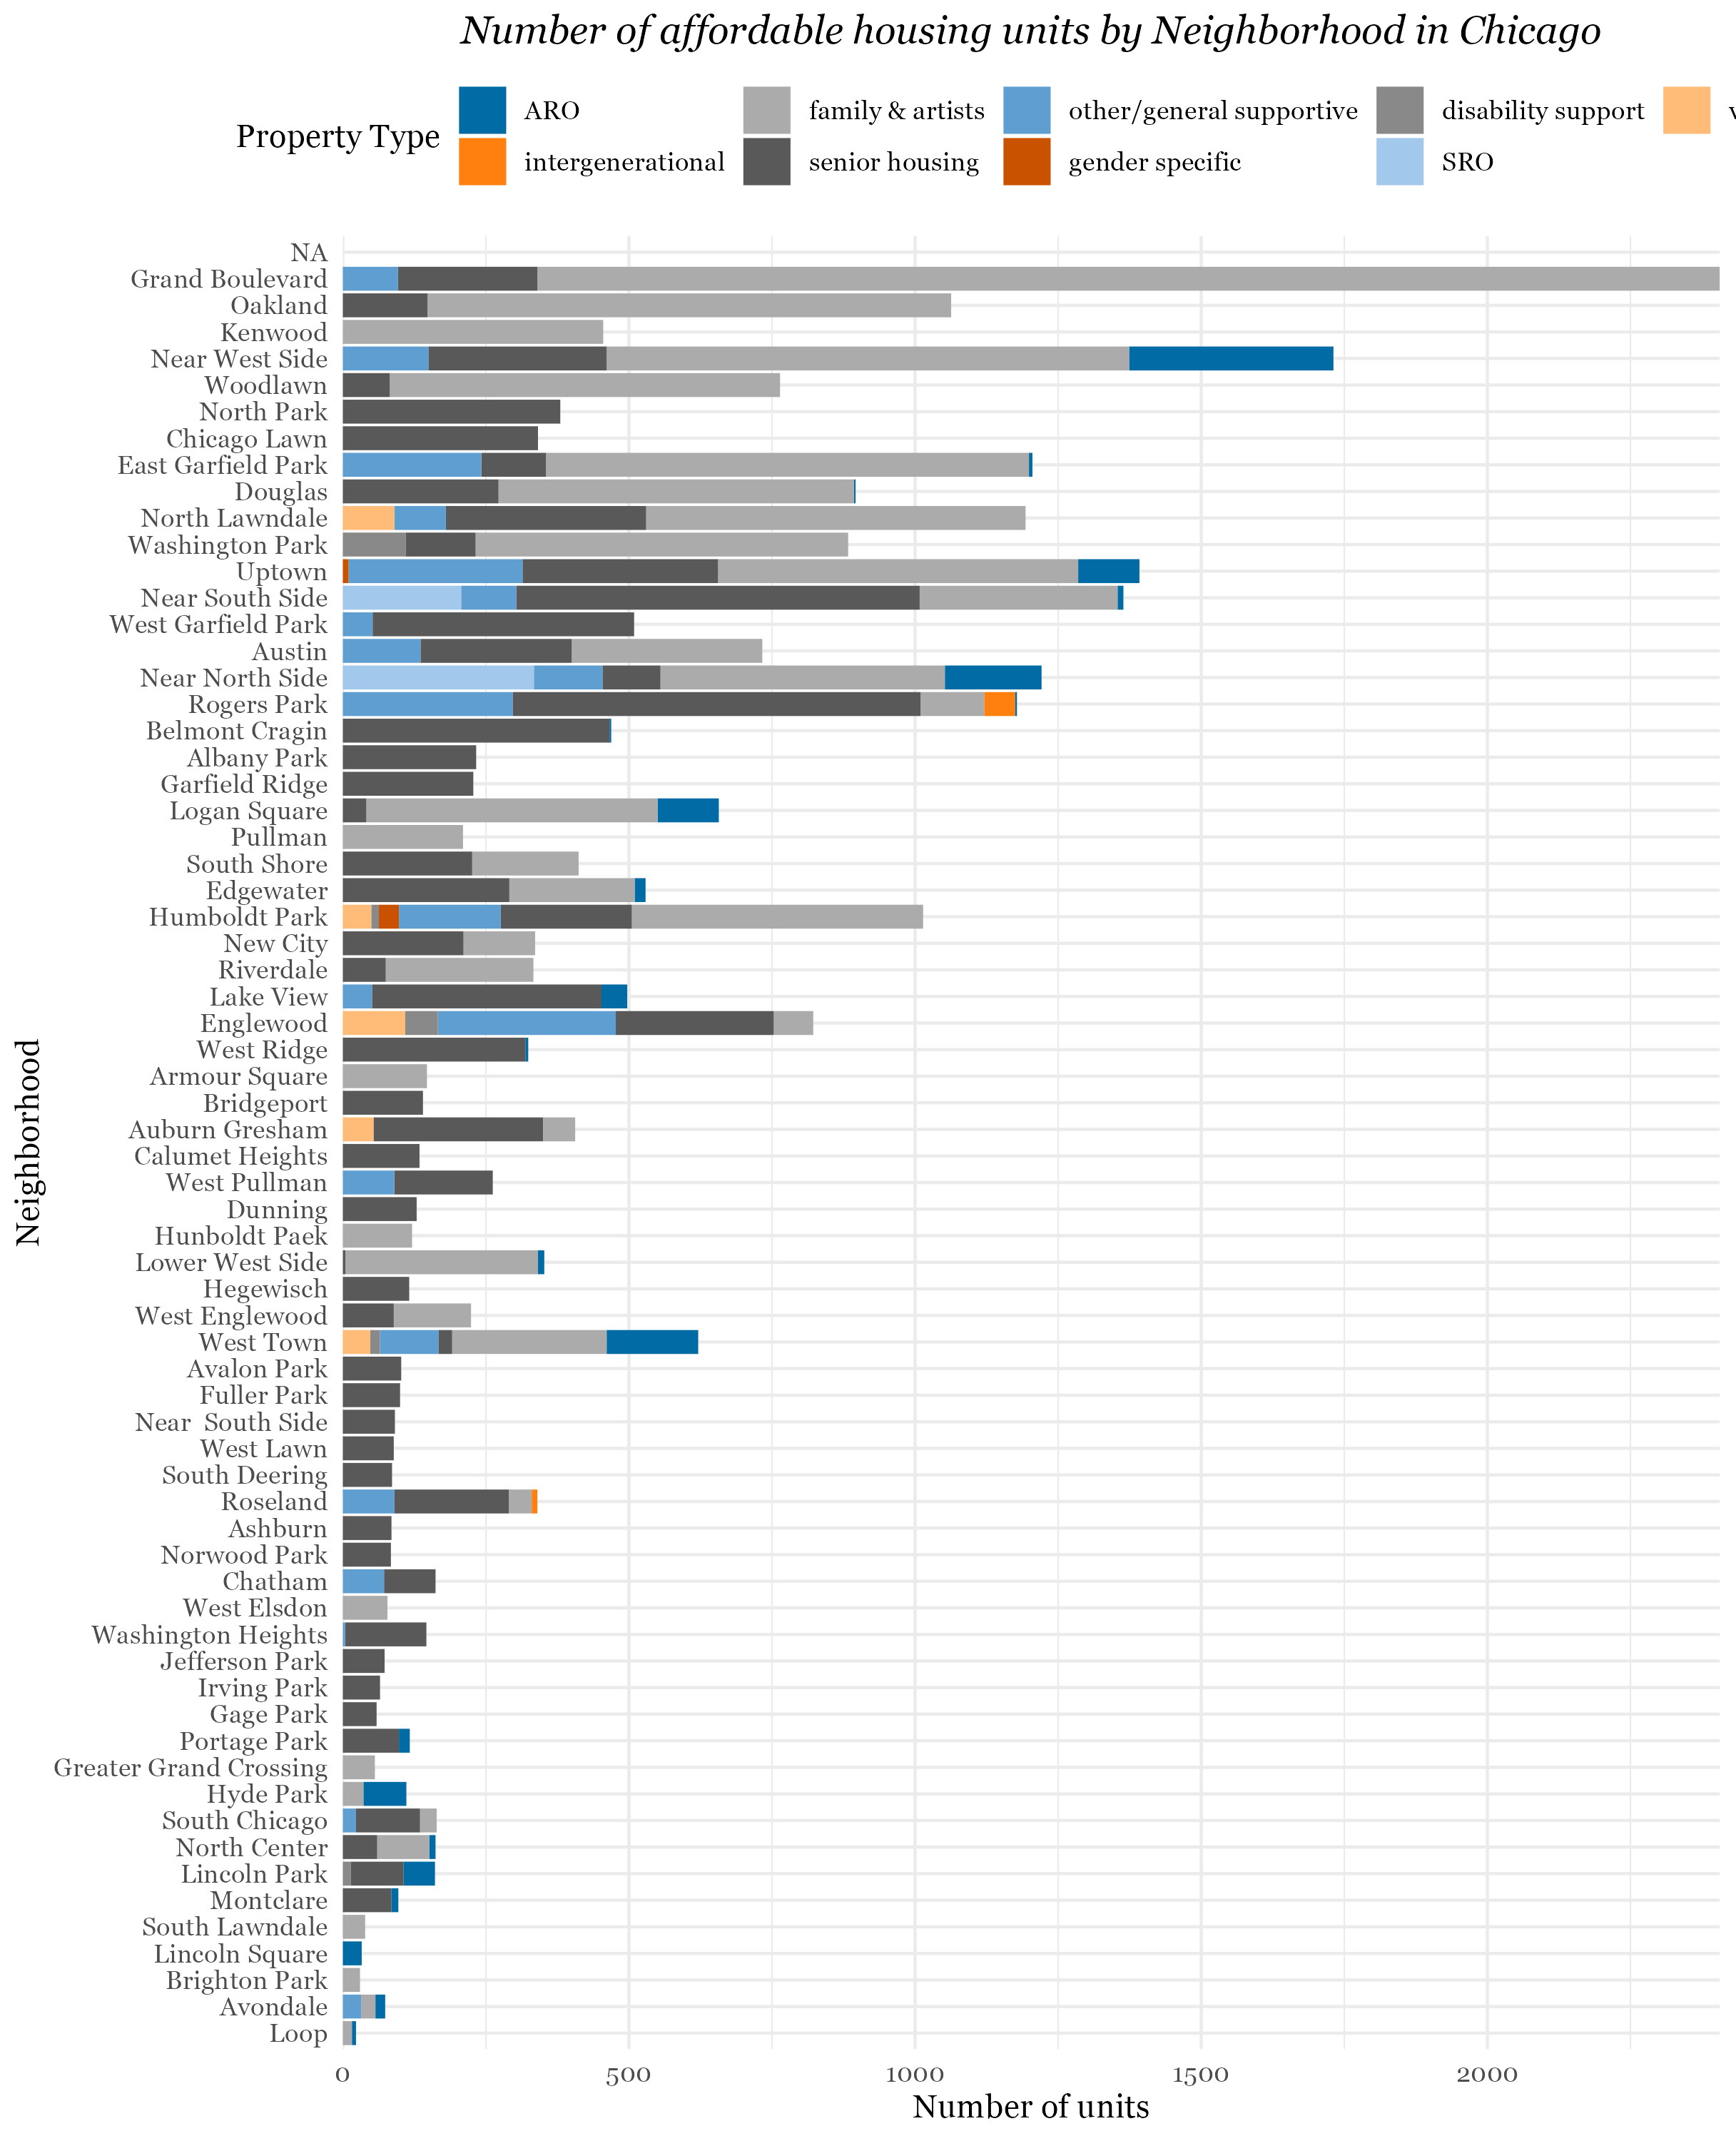 Number of affordable housing units by Neighborhood in Chicago
Property Type
ARO
family & artists
other/general supportive
disability support
v
intergenerational
senior housing
gender specific
SRO
Neighborhood
NA
Grand Boulevard
Oakland
Kenwood
Near West Side
Woodlawn
North Park
Chicago Lawn
East Garfield Park
Douglas
North Lawndale
Washington Park
Uptown
Near South Side
West Garfield Park
Austin
Near North Side
Rogers Park
Belmont Cragin
Albany Park
Garfield Ridge
Logan Square
Pullman
South Shore
Edgewater
Humboldt Park
New City
Riverdale
Lake View
Englewood
West Ridge
Armour Square
Bridgeport
Auburn Gresham
Calumet Heights
West Pullman
Dunning
Hunboldt Paek
Lower West Side
Hegewisch
West Englewood
West Town
Avalon Park
Fuller Park
Near  South Side
West Lawn
South Deering
Roseland
Ashburn
Norwood Park
Chatham
West Elsdon
Washington Heights
Jefferson Park
Irving Park
Gage Park
Portage Park
Greater Grand Crossing
Hyde Park
South Chicago
North Center
Lincoln Park
Montclare
South Lawndale
Lincoln Square
Brighton Park
Avondale
Loop
0 500 1000 1500 2000
Number of units